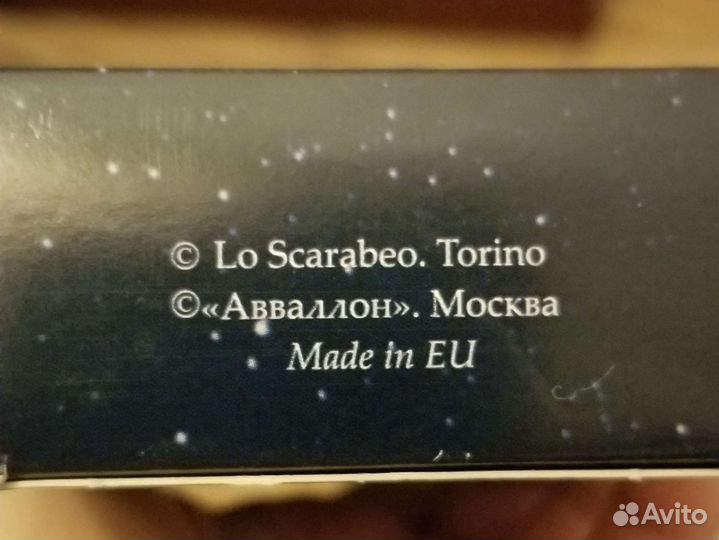 © Lo Scarabeo. Torino
©«Авваллон». Москва
Made in EU
Avito